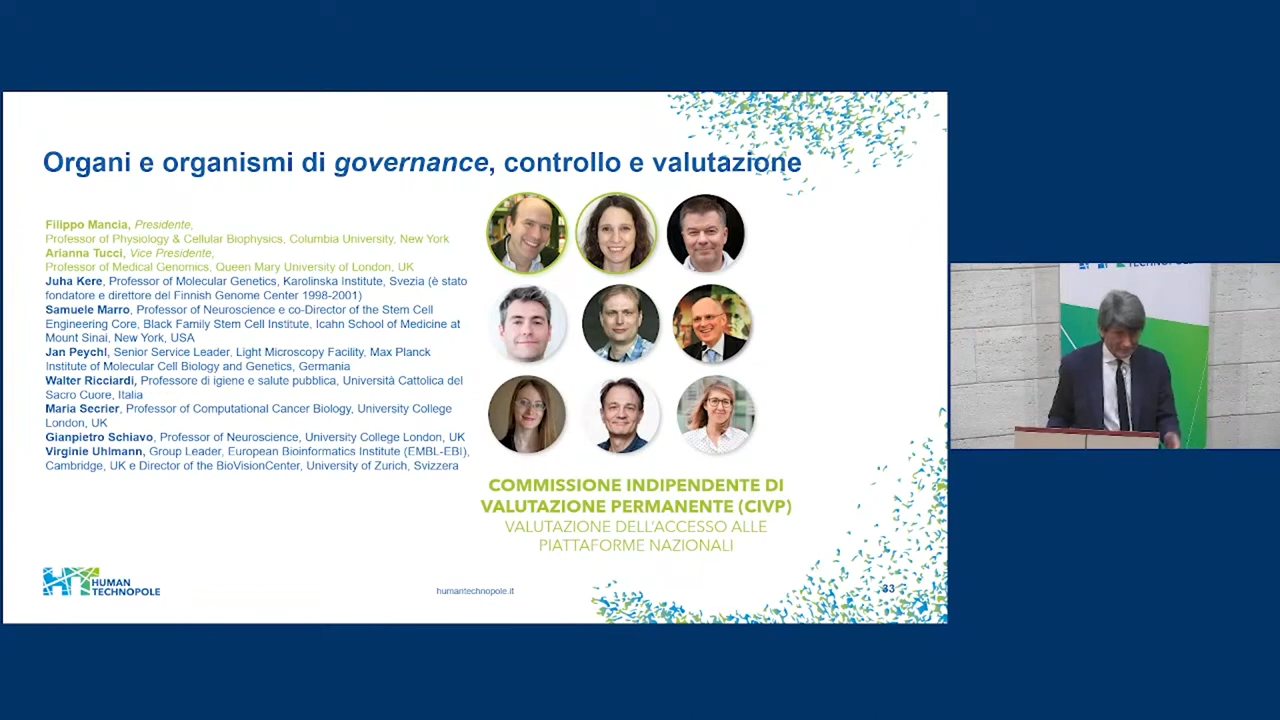 Organi e organismi di governance, controllo e valutazione
Filippo Mancia, Presidente,
Professor of Physiology & Cellular Biophysics, Columbia University, New York
Arianna Tucci, Vice Presidente,
Professor of Medical Genomics, Queen Mary University of London, UK
Juha Kere, Professor of Molecular Genetics, Karolinska Institute, Svezia (è stato
fondatore e direttore del Finnish Genome Center 1998-2001)
Samuele Marro, Professor of Neuroscience e co-Director of the Stem Cell
Engineering Core, Black Family Stem Cell Institute, Icahn School of Medicine at
Mount Sinai, New York, USA
Jan Peychl, Senior Service Leader, Light Microscopy Facility, Max Planck
Institute of Molecular Cell Biology and Genetics, Germania
Walter Ricciardi, Professore di igiene e salute pubblica, Università Cattolica del
Sacro Cuore, Italia
Maria Secrier, Professor of Computational Cancer Biology, University College
London, UK
Gianpietro Schiavo, Professor of Neuroscience, University College London, UK
Virginie Uhlmann, Group Leader, European Bioinformatics Institute (EMBL-EBI),
Cambridge, UK e Director of the BioVisionCenter, University of Zurich, Svizzera
COMMISSIONE INDIPENDENTE DI
VALUTAZIONE PERMANENTE (CIVP)
VALUTAZIONE DELL'ACCESSO ALLE
PIATTAFORME NAZIONALI
HUMAN
TECHNOPOLE
humantechnopole.it
33